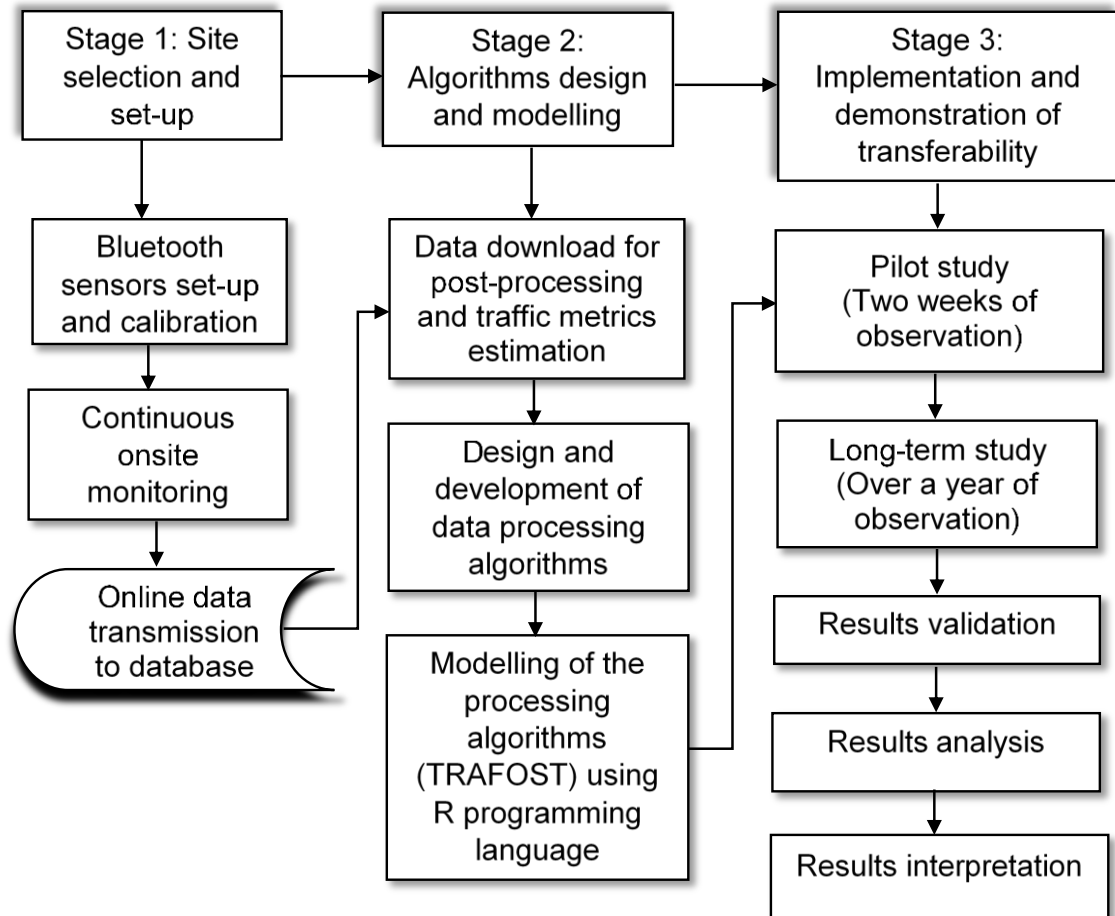 Stage 1: Site
selection and
set-up
Bluetooth
sensors set-up
and calibration
Continuous
onsite
monitoring
Online data
transmission
to database
Stage 2:
Algorithms design
and modelling
Data download for
post-processing
and traffic metrics
estimation
Design and
development of
data processing
algorithms
Modelling of the
processing
algorithms
(TRAFOST) using
R programming
language
Stage 3:
Implementation and
demonstration of
transferability
Pilot study
(Two weeks of
observation)
Long-term study
(Over a year of
observation)
Results validation
Results analysis
Results interpretation